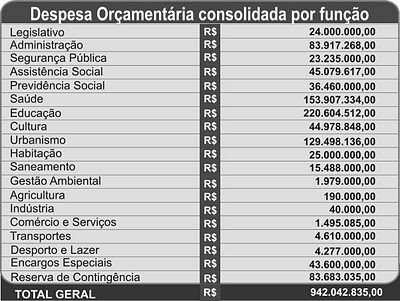 Despesa Orçamentária consolidada por função
Legislativo R$ 24.000.000,00
Administração R$ 83.917.268,00
Segurança Pública R$ 23.235.000,00
Assistência Social R$ 45.079.617,00
Previdência Social R$ 36.460.000,00
Saúde R$ 153.907.334,00
Educação R$ 220.604.512,00
Cultura R$ 44.978.848,00
Urbanismo R$ 129.498.136,00
Habitação R$ 25.000.000,00
Saneamento R$ 15.488.000,00
Gestão Ambiental R$ 1.979.000,00
Agricultura R$ 190.000,00
Indústria R$ 40.000,00
Comércio e Serviços R$ 1.495.085,00
Transportes R$ 4.610.000,00
Desporto e Lazer R$ 4.277.000,00
Encargos Especiais R$ 43.600.000,00
Reserva de Contingência R$ 83.683.035,00
TOTAL GERAL R$ 942.042.835,00